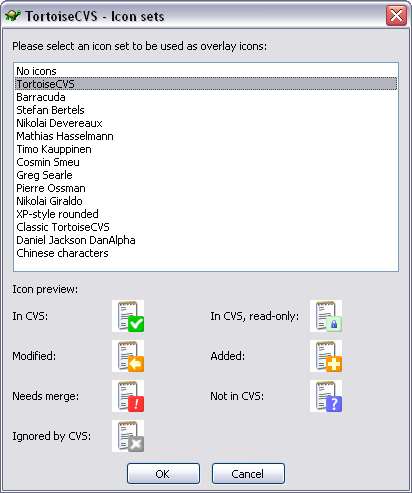 TortoiseCVS - Icon sets
Please select an icon set to be used as overlay icons:
No icons
TortoiseCVS
Barracuda
Stefan Bertels
Nikolai Devereaux
Mathias Hasselmann
Timo Kauppinen
Cosmin Smeu
Greg Searle
Pierre Ossman
Nikolai Giraldo
XP-style rounded
Classic TortoiseCVS
Daniel Jackson DanAlpha
Chinese characters
Icon preview:
In CVS:
In CVS, read-only:
Modified:
Added:
Needs merge:
Not in CVS:
Ignored by CVS:
OK
Cancel